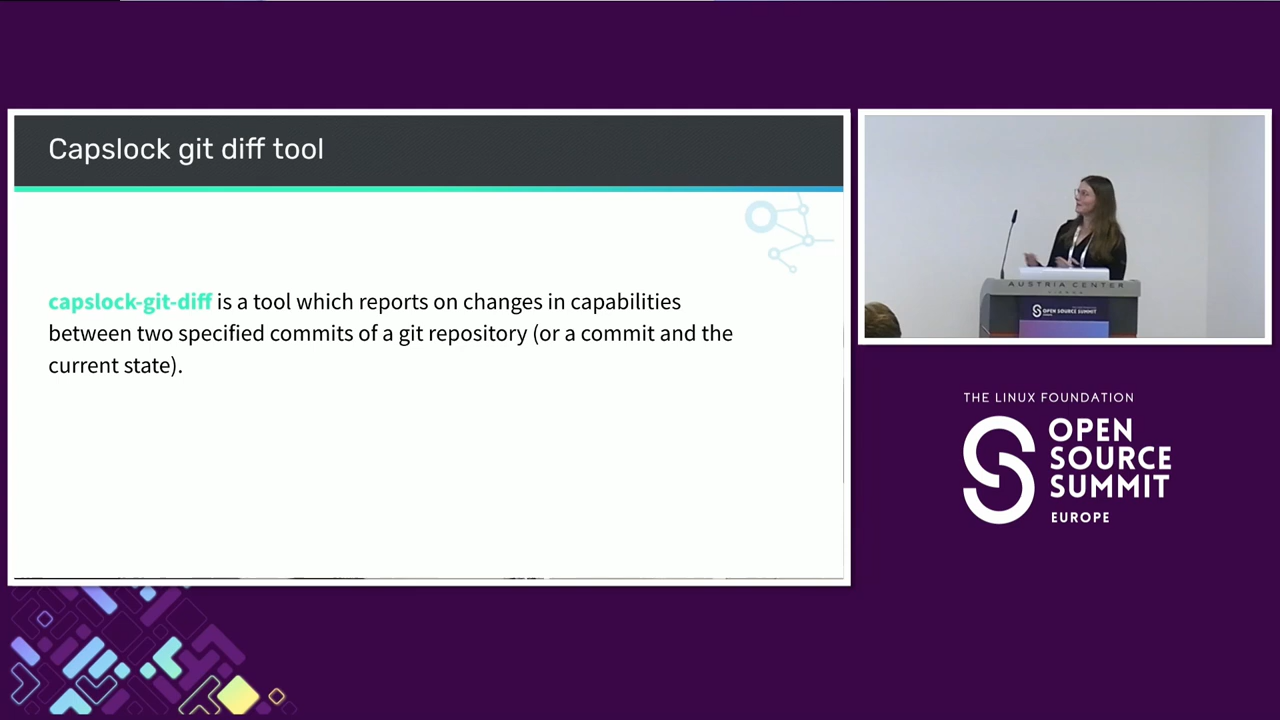 Capslock git diff tool
capslock-git-diff is a tool which reports on changes in capabilities
between two specified commits of a git repository (or a commit and the
current state).
AUSTRIA CENTER
OPEN SOURCE SUMMIT
THE LINUX FOUNDATION
OPEN
SOURCE
SUMMIT
EUROPE